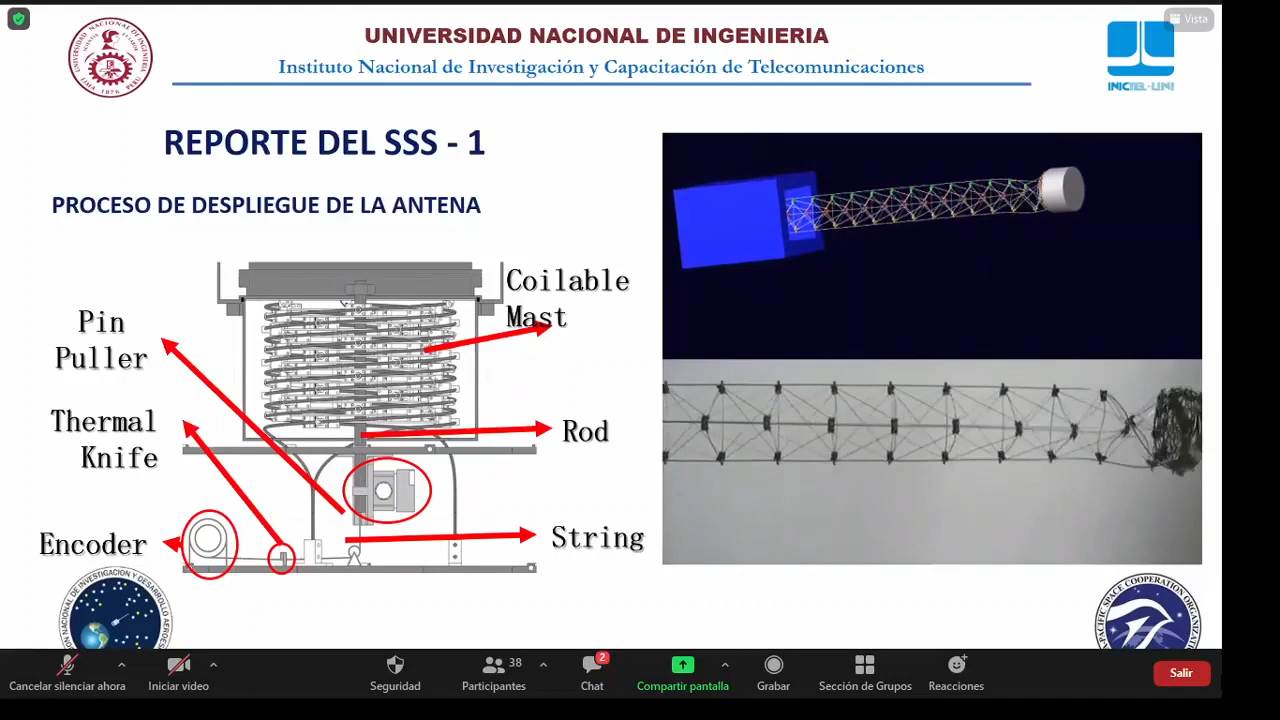 Vista
UNIVERSIDAD NACIONAL DE INGENIERIA
Instituto Nacional de Investigación y Capacitación de Telecomunicaciones
INICTEL-UNI
REPORTE DEL SSS - 1
PROCESO DE DESPLIEGUE DE LA ANTENA
Coilable
Mast
Pin
Puller
Thermal
Knife
Rod
Encoder
String
Cancelar silenciar ahora
Iniciar video
Seguridad
38
Participantes
2
Chat
Compartir pantalla
Grabar
Sección de Grupos
Reacciones
Salir